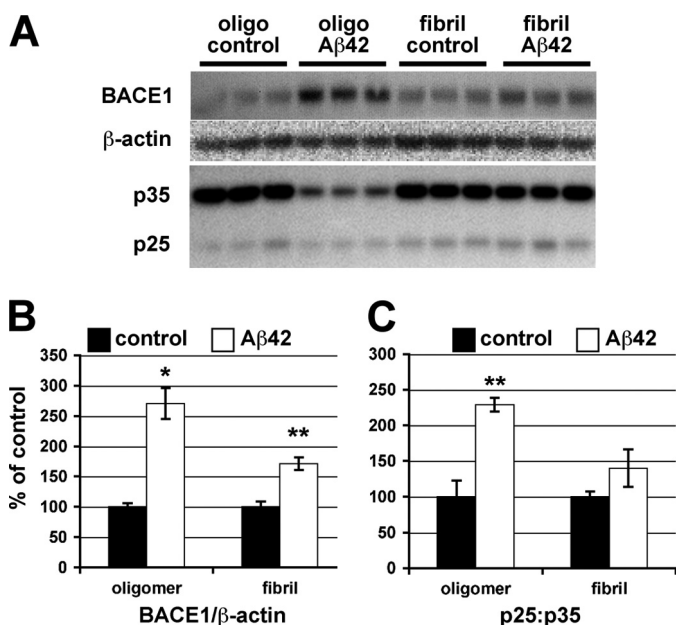 A
oligo control
oligo Aβ42
fibril control
fibril Aβ42
BACE1
β-actin
p35
p25
B
control Aβ42
% of control
350
300
250
200
150
100
50
0
*
**
oligomer fibril
BACE1/β-actin
C
control Aβ42
300
250
200
150
100
50
0
**
oligomer fibril
p25:p35